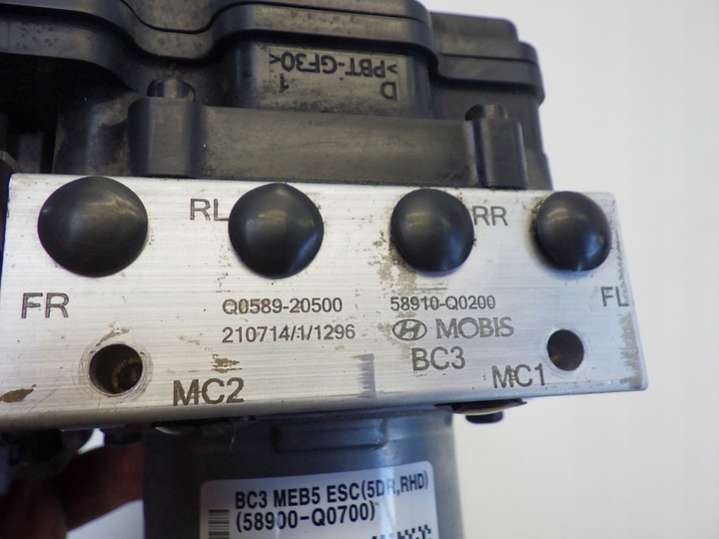 D
1
>PBT-GF30<
RL
RR
FR
FL
Q0589-20500
210714/1/1296
58910-Q0200
MOBIS
BC3
MC2
MC1
BC3 MEB5 ESC(5DR,RHD)
(58900-Q0700)